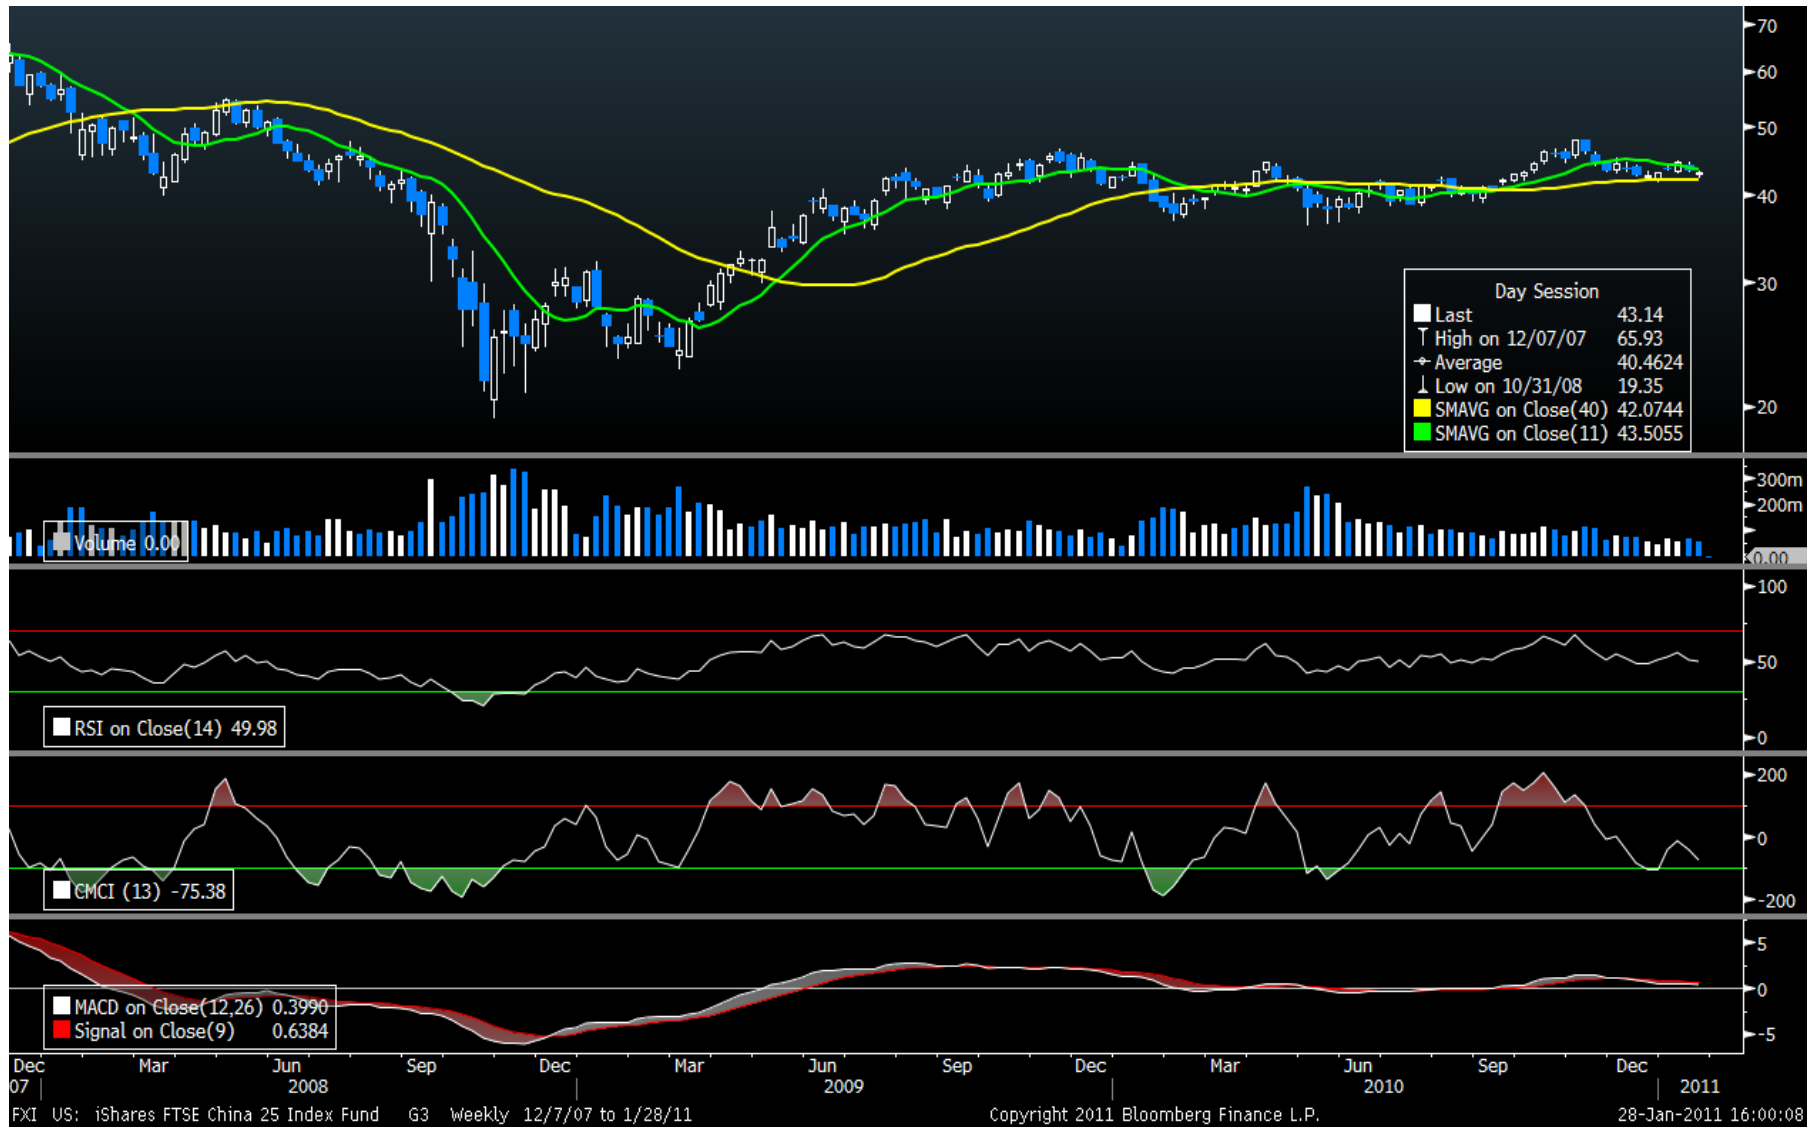 70
60
50
40
30
20
Day Session
Last 43.14
High on 12/07/07 65.93
Average 40.4624
Low on 10/31/08 19.35
SMAVG on Close(40) 42.0744
SMAVG on Close(11) 43.5055
300m
200m
0.00
Volume 0.00
100
50
0
RSI on Close(14) 49.98
200
0
-200
CMCI (13) -75.38
5
0
-5
MACD on Close(12,26) 0.3990
Signal on Close(9) 0.6384
Dec Mar Jun Sep Dec Mar Jun Sep Dec Mar Jun Sep Dec
07 2008 2009 2010 2011
FXI US: iShares FTSE China 25 Index Fund G3 Weekly 12/7/07 to 1/28/11 Copyright 2011 Bloomberg Finance L.P. 28-Jan-2011 16:00:08